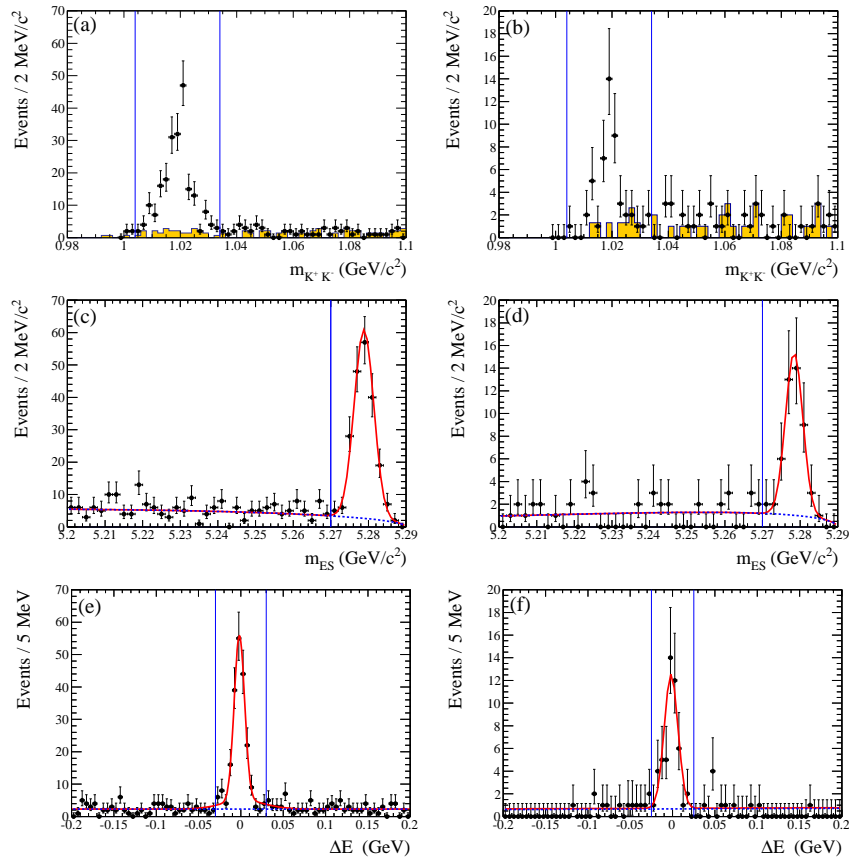 (a)
Events / 2 MeV/c²
70
60
50
40
30
20
10
0
0.98 1 1.02 1.04 1.06 1.08 1.1
m_K⁺K⁻ (GeV/c²)
(b)
Events / 2 MeV/c²
20
18
16
14
12
10
8
6
4
2
0
0.98 1 1.02 1.04 1.06 1.08 1.1
m_K⁺K⁻ (GeV/c²)
(c)
Events / 2 MeV/c²
70
60
50
40
30
20
10
0
5.2 5.21 5.22 5.23 5.24 5.25 5.26 5.27 5.28 5.29
m_ES (GeV/c²)
(d)
Events / 2 MeV/c²
20
18
16
14
12
10
8
6
4
2
0
5.2 5.21 5.22 5.23 5.24 5.25 5.26 5.27 5.28 5.29
m_ES (GeV/c²)
(e)
Events / 5 MeV
70
60
50
40
30
20
10
0
-0.2 -0.15 -0.1 -0.05 0 0.05 0.1 0.15 0.2
ΔE (GeV)
(f)
Events / 5 MeV
20
18
16
14
12
10
8
6
4
2
0
-0.2 -0.15 -0.1 -0.05 0 0.05 0.1 0.15 0.2
ΔE (GeV)